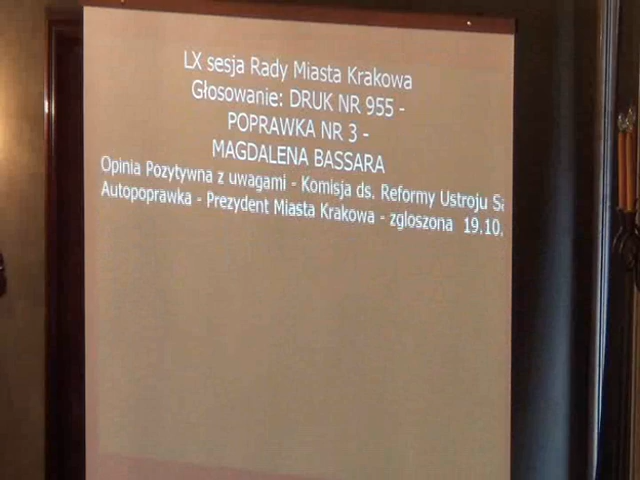 LX sesja Rady Miasta Krakowa
Głosowanie: DRUK NR 955 -
POPRAWKA NR 3 -
MAGDALENA BASSARA
Opinia Pozytywna z uwagami - Komisja ds. Reformy Ustroju
Autopoprawka - Prezydent Miasta Krakowa - zgloszona 19.10.